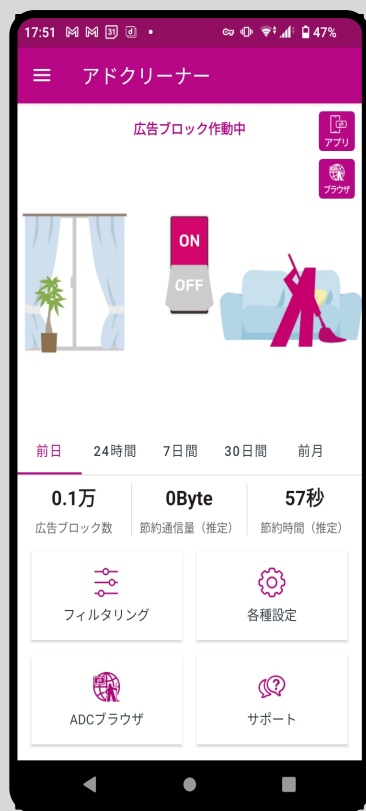 17:51 31 d 47%
アドクリーナー
広告ブロック作動中
アプリ
ブラウザ
ON
OFF
前日 24時間 7日間 30日間 前月
0.1万 0Byte 57秒
広告ブロック数 節約通信量（推定） 節約時間（推定）
フィルタリング 各種設定
ADCブラウザ サポート